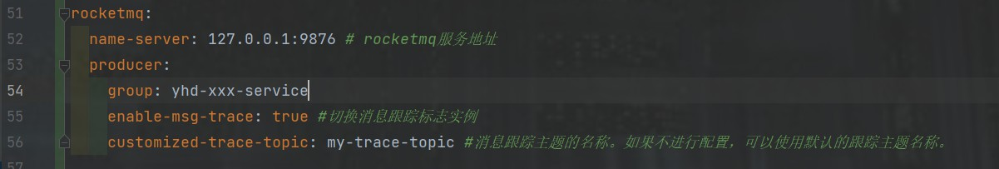 51 rocketmq:
52 name-server: 127.0.0.1:9876 # rocketmq服务地址
53 producer:
54 group: yhd-xxx-service
55 enable-msg-trace: true #切换消息跟踪标志实例
56 customized-trace-topic: my-trace-topic #消息跟踪主题的名称。如果不进行配置，可以使用默认的跟踪主题名称。
57